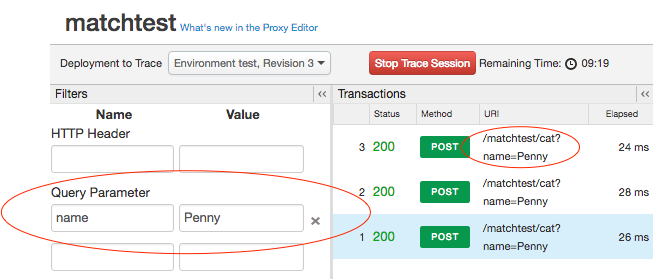 matchtest What's new in the Proxy Editor
Deployment to Trace Environment test, Revision 3 Stop Trace Session Remaining Time: 09:19
Filters << Transactions <<
Name Value
Status Method URI Elapsed
HTTP Header
3 200 POST /matchtest/cat?
name=Penny 24 ms
Query Parameter
name Penny ×
2 200 POST /matchtest/cat?
name=Penny 28 ms
1 200 POST /matchtest/cat?
name=Penny 26 ms